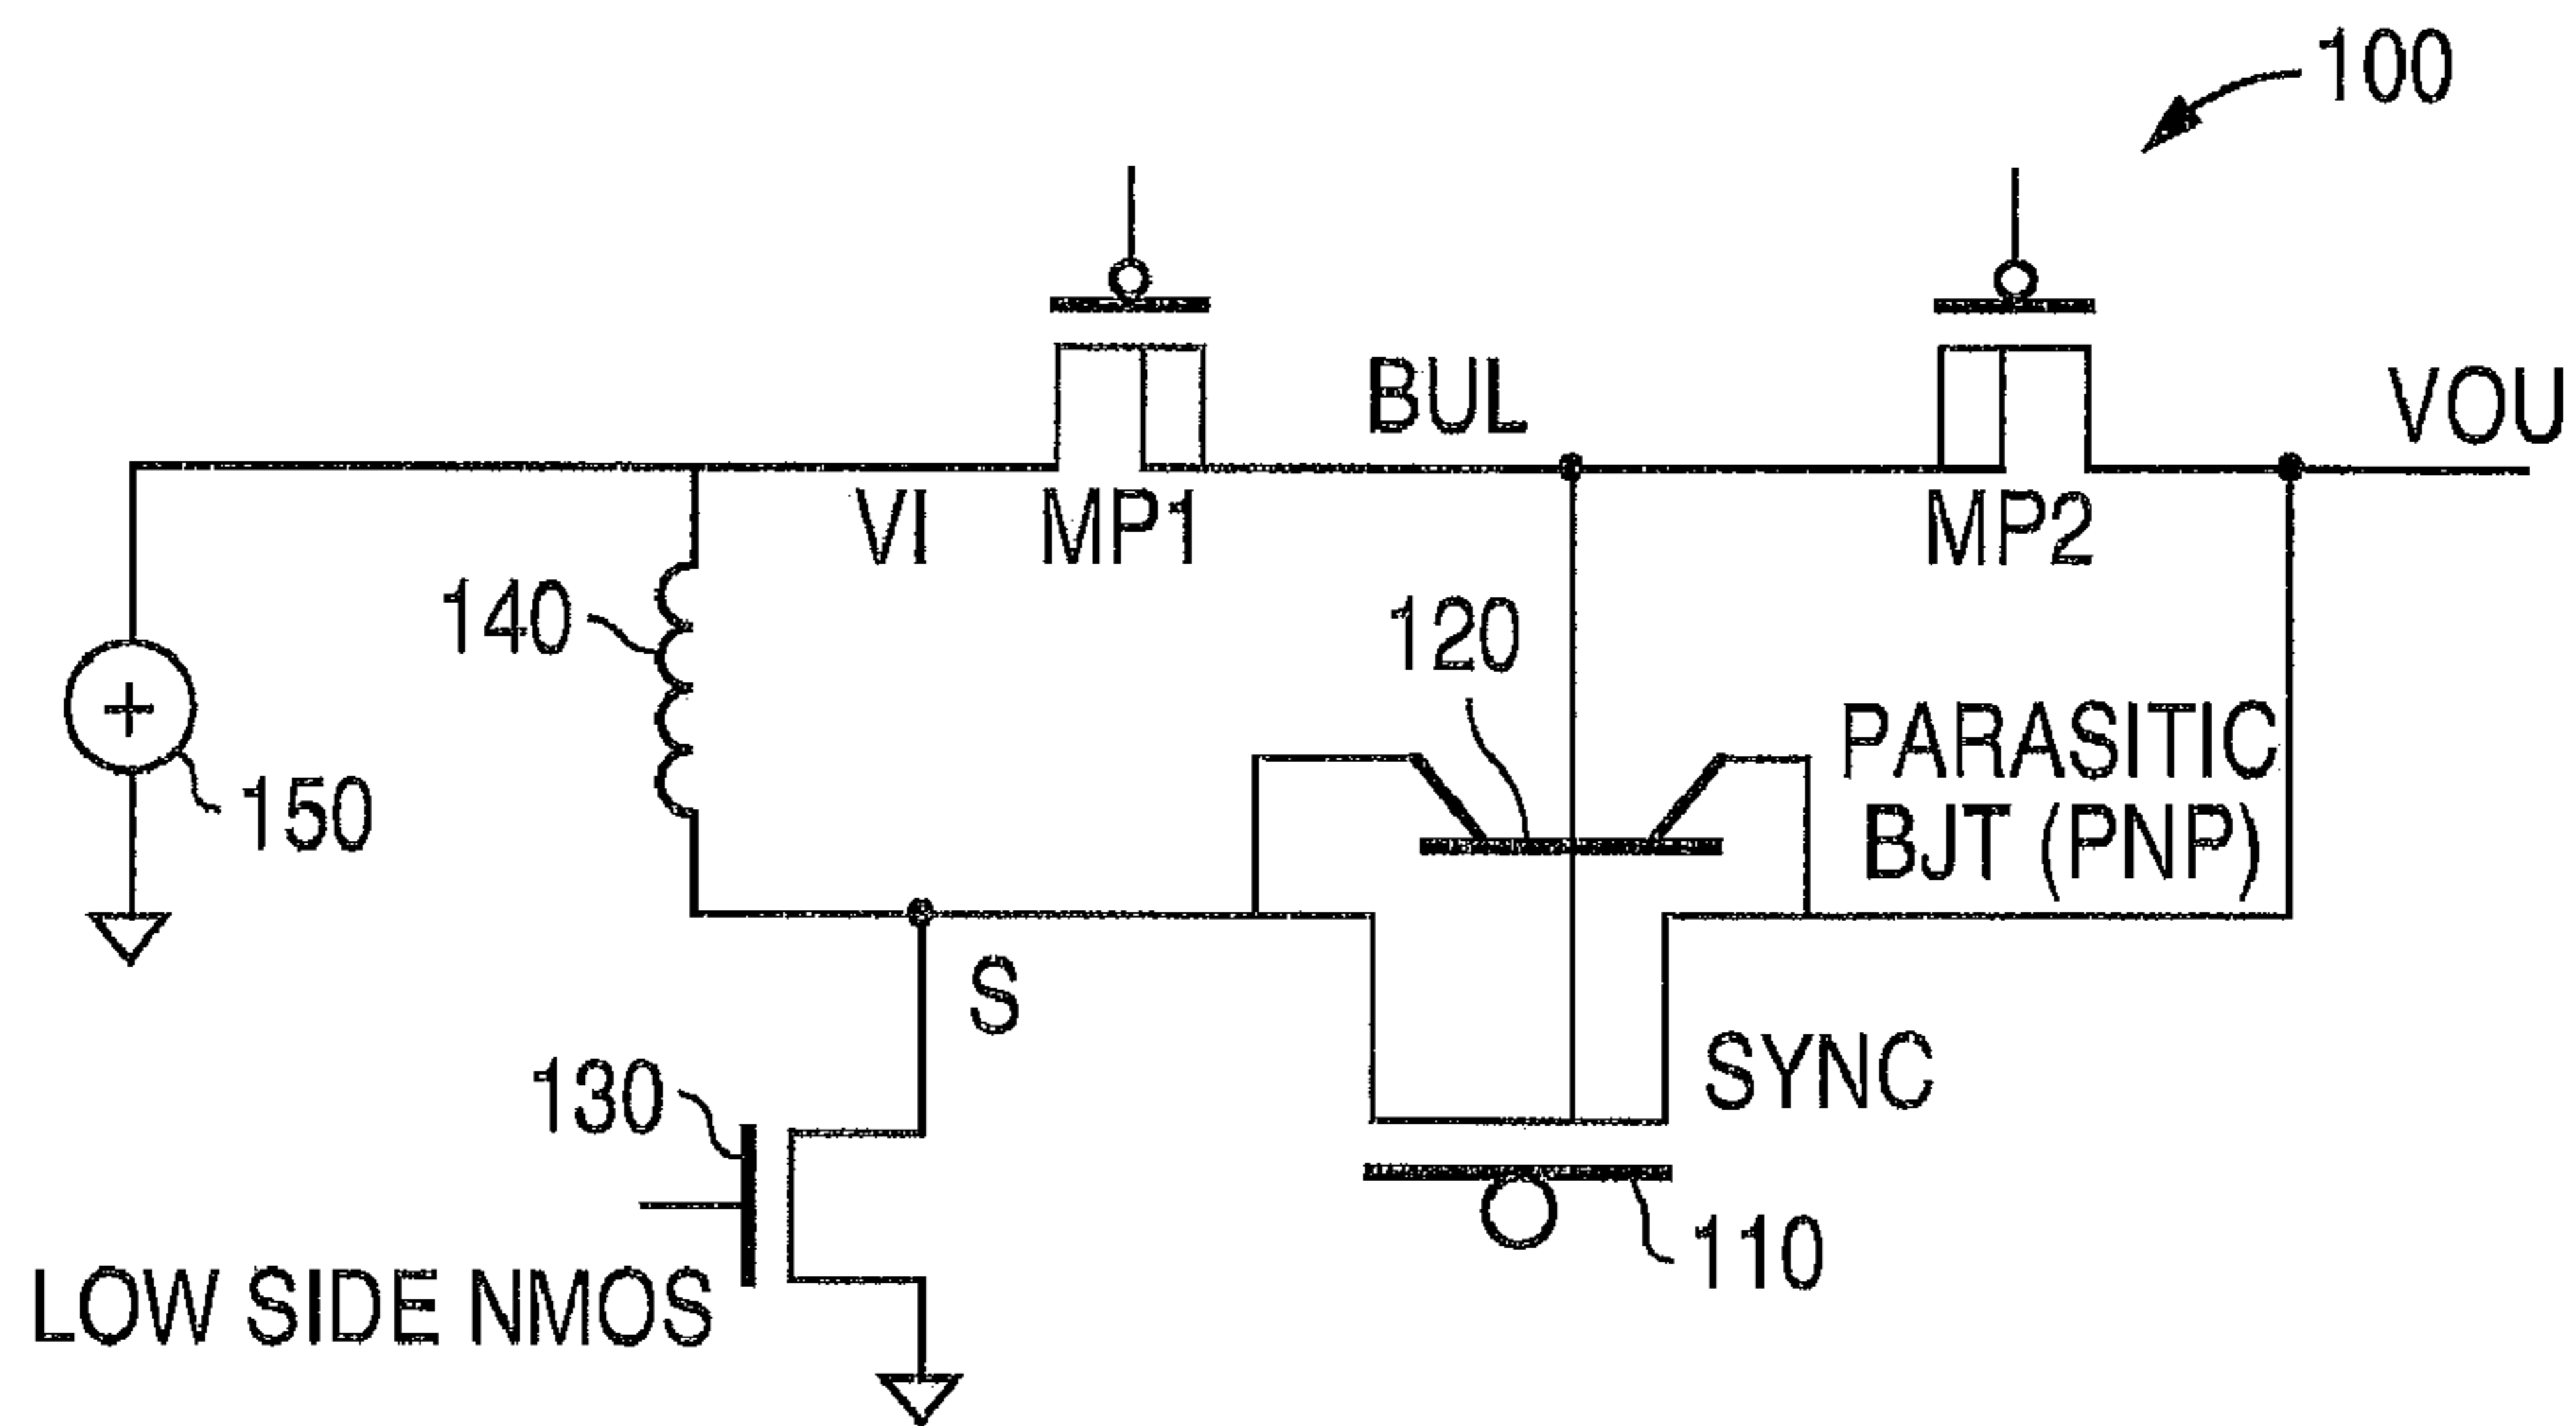 100
BUL
VOU
VI
MP1
MP2
140
120
PARASITIC
BJT (PNP)
150
S
SYNC
130
110
LOW SIDE NMOS